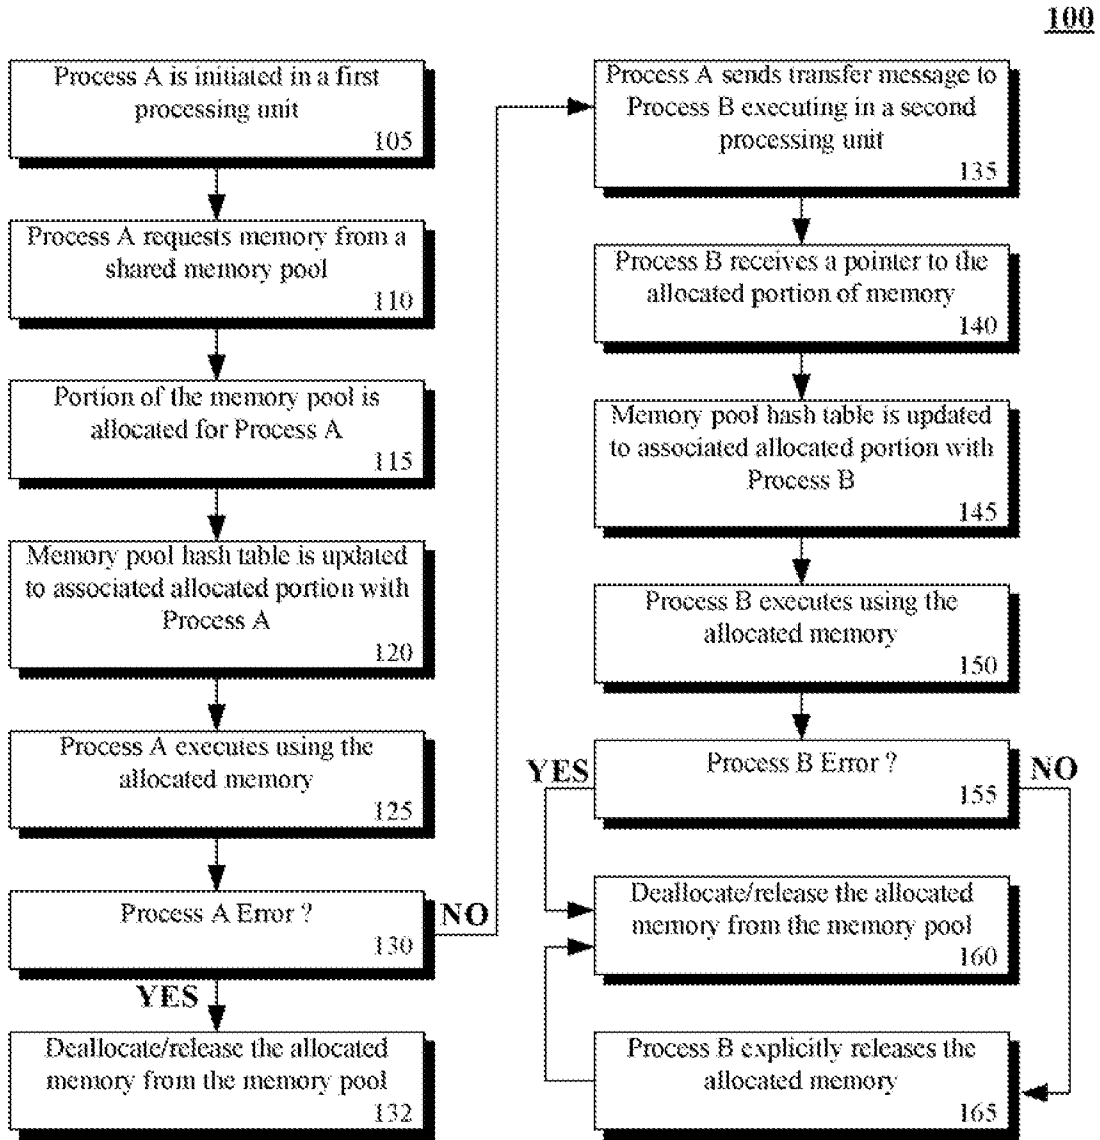 100
Process A is initiated in a first
processing unit
105
Process A requests memory from a
shared memory pool
110
Portion of the memory pool is
allocated for Process A
115
Memory pool hash table is updated
to associated allocated portion with
Process A
120
Process A executes using the
allocated memory
125
Process A Error ?
130
NO
YES
Deallocate/release the allocated
memory from the memory pool
132
Process A sends transfer message to
Process B executing in a second
processing unit
135
Process B receives a pointer to the
allocated portion of memory
140
Memory pool hash table is updated
to associated allocated portion with
Process B
145
Process B executes using the
allocated memory
150
YES
Process B Error ?
NO
155
Deallocate/release the allocated
memory from the memory pool
160
Process B explicitly releases the
allocated memory
165